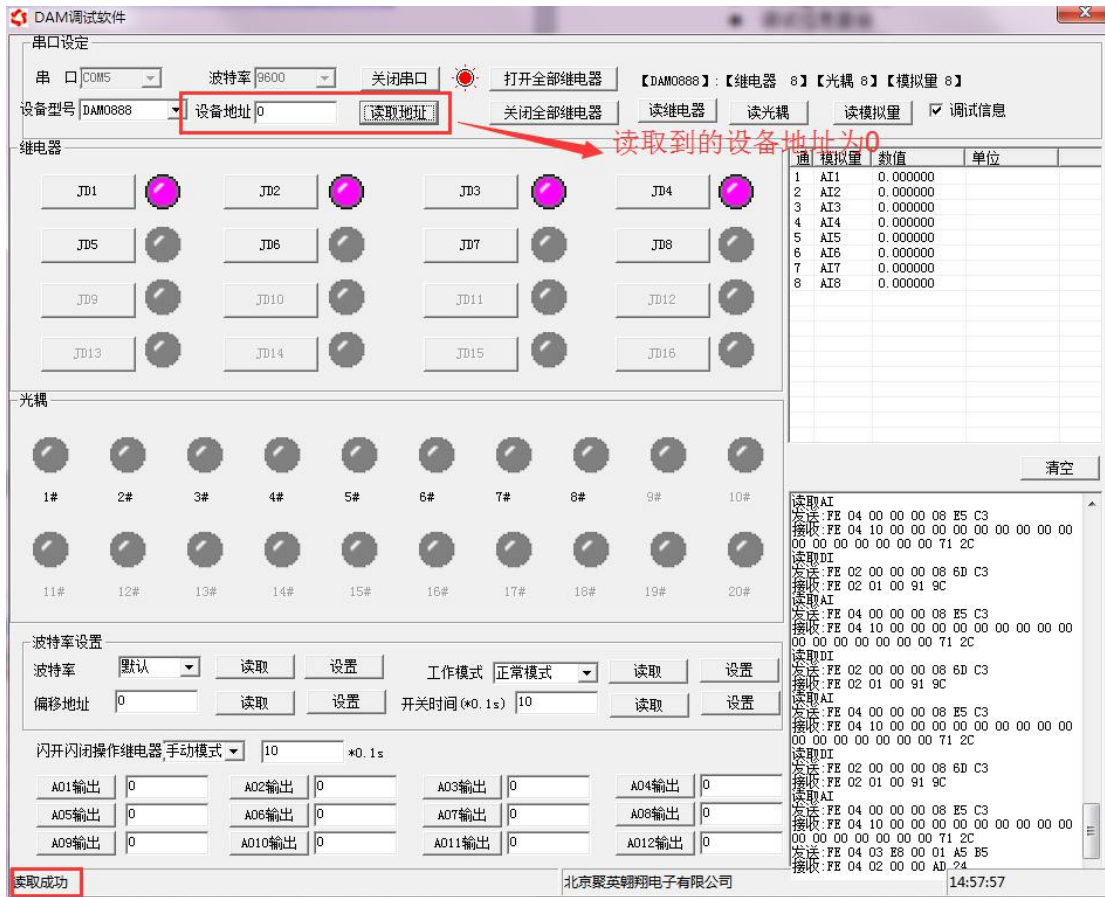 DAM调试软件
串口设定
串 口 COM5 波特率 9600 关闭串口 打开全部继电器 【DAM0888】:【继电器 8】【光耦 8】【模拟量 8】
设备型号 DAM0888 设备地址 0 读取地址 关闭全部继电器 读继电器 读光耦 读模拟量 调试信息
读取到的设备地址为0
继电器
JD1 JD2 JD3 JD4
JD5 JD6 JD7 JD8
JD9 JD10 JD11 JD12
JD13 JD14 JD15 JD16
通 模拟量 数值 单位
1 AI1 0.000000
2 AI2 0.000000
3 AI3 0.000000
4 AI4 0.000000
5 AI5 0.000000
6 AI6 0.000000
7 AI7 0.000000
8 AI8 0.000000
清空
光耦
1# 2# 3# 4# 5# 6# 7# 8# 9# 10#
11# 12# 13# 14# 15# 16# 17# 18# 19# 20#
读取AI
发送:FE 04 00 00 00 08 E5 C3
接收:FE 04 10 00 00 00 00 00 00 00 00 00
00 00 00 00 00 00 00 71 2C
读取DI
发送:FE 02 00 00 00 08 6D C3
接收:FE 02 01 00 91 9C
读取AI
发送:FE 04 00 00 00 08 E5 C3
接收:FE 04 10 00 00 00 00 00 00 00 00 00
00 00 00 00 00 00 00 71 2C
读取DI
发送:FE 02 00 00 00 08 6D C3
接收:FE 02 01 00 91 9C
读取AI
发送:FE 04 00 00 00 08 E5 C3
接收:FE 04 10 00 00 00 00 00 00 00 00 00
00 00 00 00 00 00 00 71 2C
读取DI
发送:FE 02 00 00 00 08 6D C3
接收:FE 02 01 00 91 9C
读取AI
发送:FE 04 00 00 00 08 E5 C3
接收:FE 04 10 00 00 00 00 00 00 00 00 00
00 00 00 00 00 00 00 71 2C
发送:FE 04 03 E8 00 01 A5 B5
接收:FE 04 02 00 00 AD 24
波特率设置
波特率 默认 读取 设置 工作模式 正常模式 读取 设置
偏移地址 0 读取 设置 开关时间(*0.1s) 10 读取 设置
闪开闪闭操作继电器 手动模式 10 *0.1s
AO1输出 0 AO2输出 0 AO3输出 0 AO4输出 0
AO5输出 0 AO6输出 0 AO7输出 0 AO8输出 0
AO9输出 0 AO10输出 0 AO11输出 0 AO12输出 0
读取成功 北京聚英翱翔电子有限公司 14:57:57